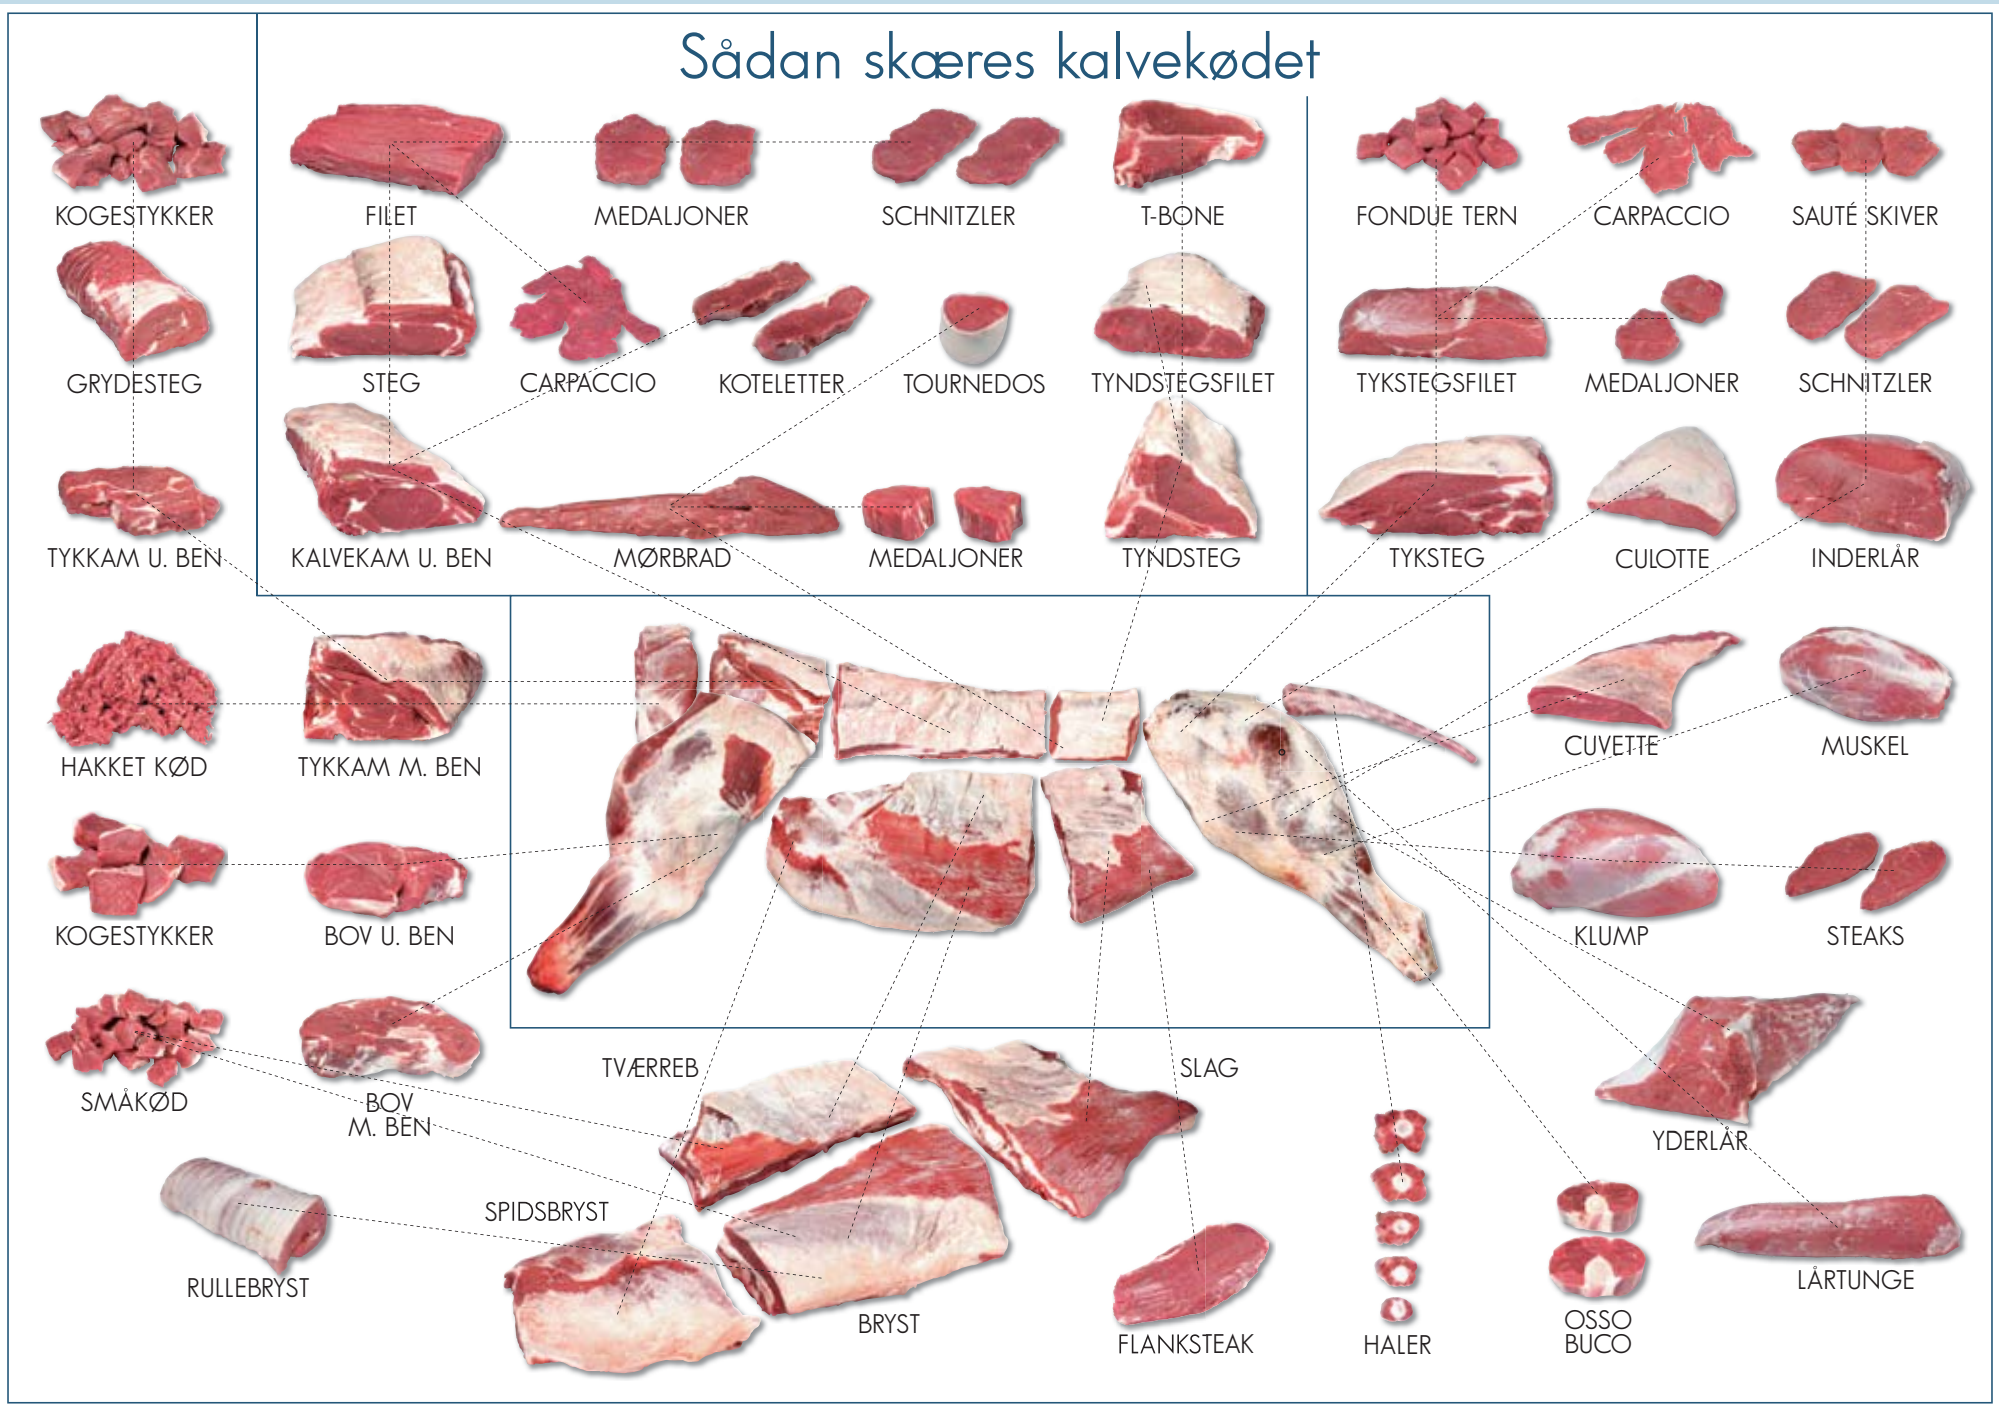 Sådan skæres kalvekødet
KOGESTYKKER
FILET
MEDALJONER
SCHNITZLER
T-BONE
FONDUE TERN
CARPACCIO
SAUTÉ SKIVER
GRYDESTEG
STEG
CARPACCIO
KOTELETTER
TOURNEDOS
TYNDSTEGSFILET
TYKSTEGSFILET
MEDALJONER
SCHNITZLER
TYKKAM U. BEN
KALVEKAM U. BEN
MØRBRAD
MEDALJONER
TYNDSTEG
TYKSTEG
CULOTTE
INDERLÅR
HAKKET KØD
TYKKAM M. BEN
CUVETTE
MUSKEL
KOGESTYKKER
BOV U. BEN
KLUMP
STEAKS
SMÅKØD
BOV
M. BEN
TVÆRREB
SLAG
YDERLÅR
RULLEBRYST
SPIDSBRYST
BRYST
FLANKSTEAK
HALER
OSSO
BUCO
LÅRTUNGE